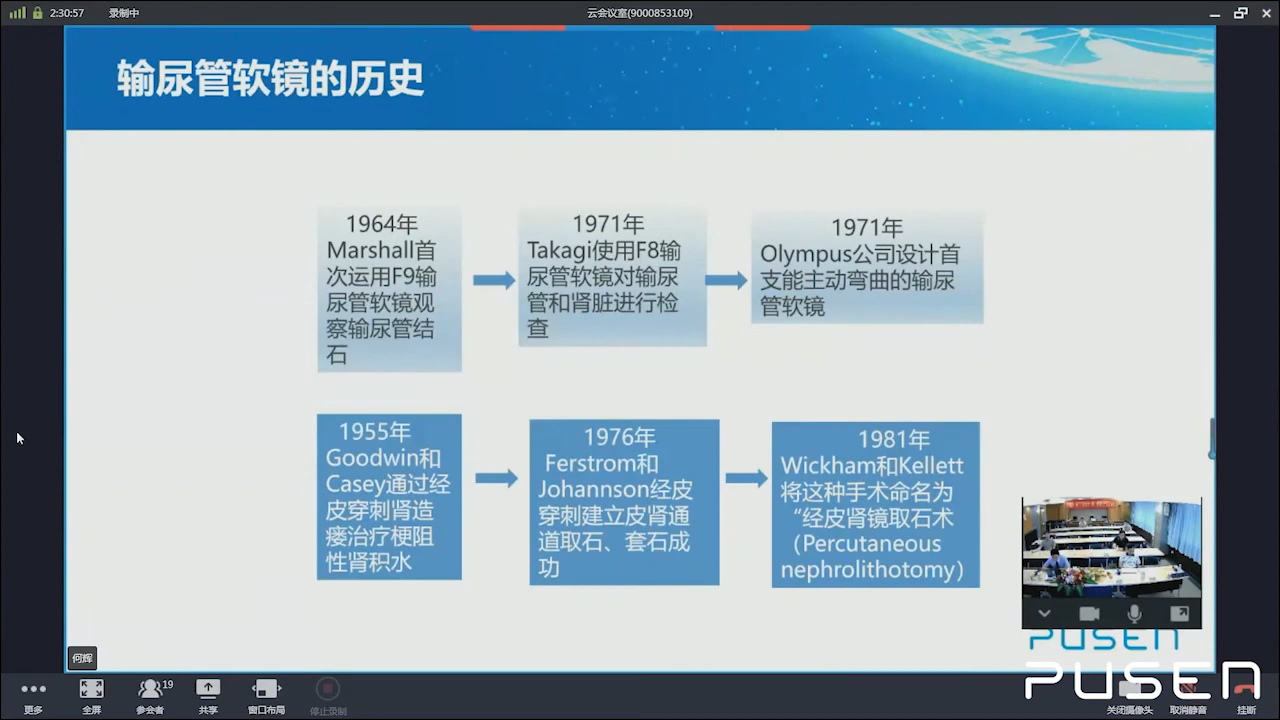 2:30:57
录制中
云会议室(9000853109)
输尿管软镜的历史
1964年
Marshall首
次运用F9输
尿管软镜观
察输尿管结
石
1971年
Takagi使用F8输
尿管软镜对输尿
管和肾脏进行检
查
1971年
Olympus公司设计首
支能主动弯曲的输尿
管软镜
1955年
Goodwin和
Casey通过经
皮穿刺肾造
瘘治疗梗阻
性肾积水
1976年
Ferstrom和
Johannson经皮
穿刺建立皮肾通
道取石、套石成
功
1981年
Wickham和Kellett
将这种手术命名为
“经皮肾镜取石术
（Percutaneous
nephrolithotomy）
PUSEN
何辉
PUSEN
19
更多
全屏
参会者
共享
窗口布局
停止录制
关闭摄像头
取消静音
挂断